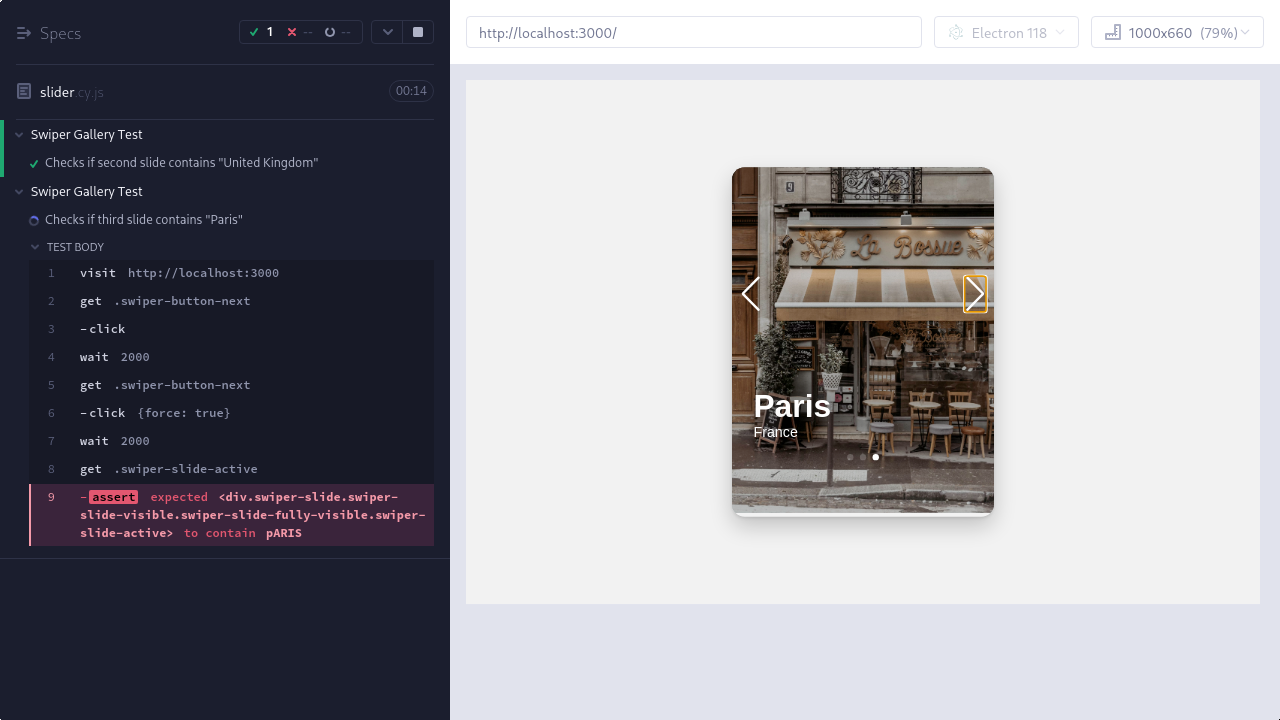 Specs
1 -- --
slider.cy.js
00:14
Swiper Gallery Test
Checks if second slide contains "United Kingdom"
Swiper Gallery Test
Checks if third slide contains "Paris"
TEST BODY
1 visit http://localhost:3000
2 get .swiper-button-next
3 -click
4 wait 2000
5 get .swiper-button-next
6 -click {force: true}
7 wait 2000
8 get .swiper-slide-active
9 -assert expected <div.swiper-slide.swiper-
slide-visible.swiper-slide-fully-visible.swiper-
slide-active> to contain pARIS
http://localhost:3000/
Electron 118
1000x660 (79%)
9
La Bossue
Paris
France